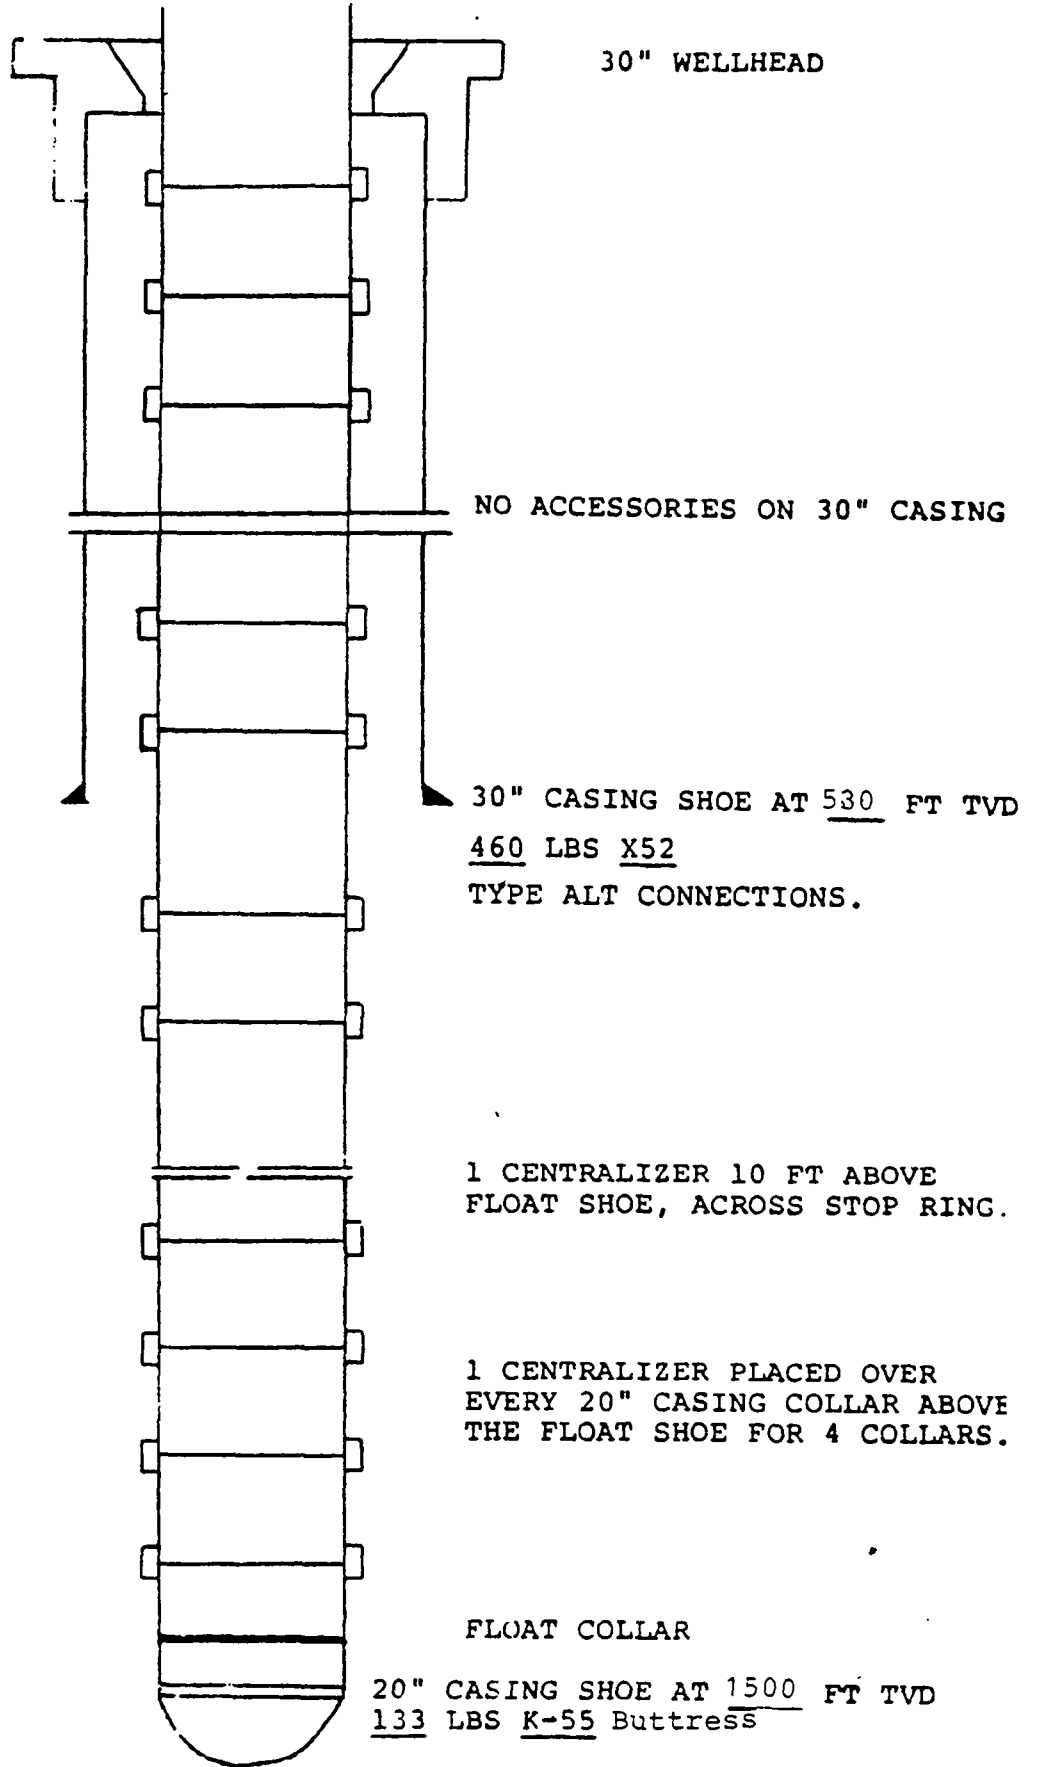 30" WELLHEAD
NO ACCESSORIES ON 30" CASING
30" CASING SHOE AT 530 FT TVD
460 LBS X52
TYPE ALT CONNECTIONS.
1 CENTRALIZER 10 FT ABOVE
FLOAT SHOE, ACROSS STOP RING.
1 CENTRALIZER PLACED OVER
EVERY 20" CASING COLLAR ABOVE
THE FLOAT SHOE FOR 4 COLLARS.
FLOAT COLLAR
20" CASING SHOE AT 1500 FT TVD
133 LBS K-55 Buttress